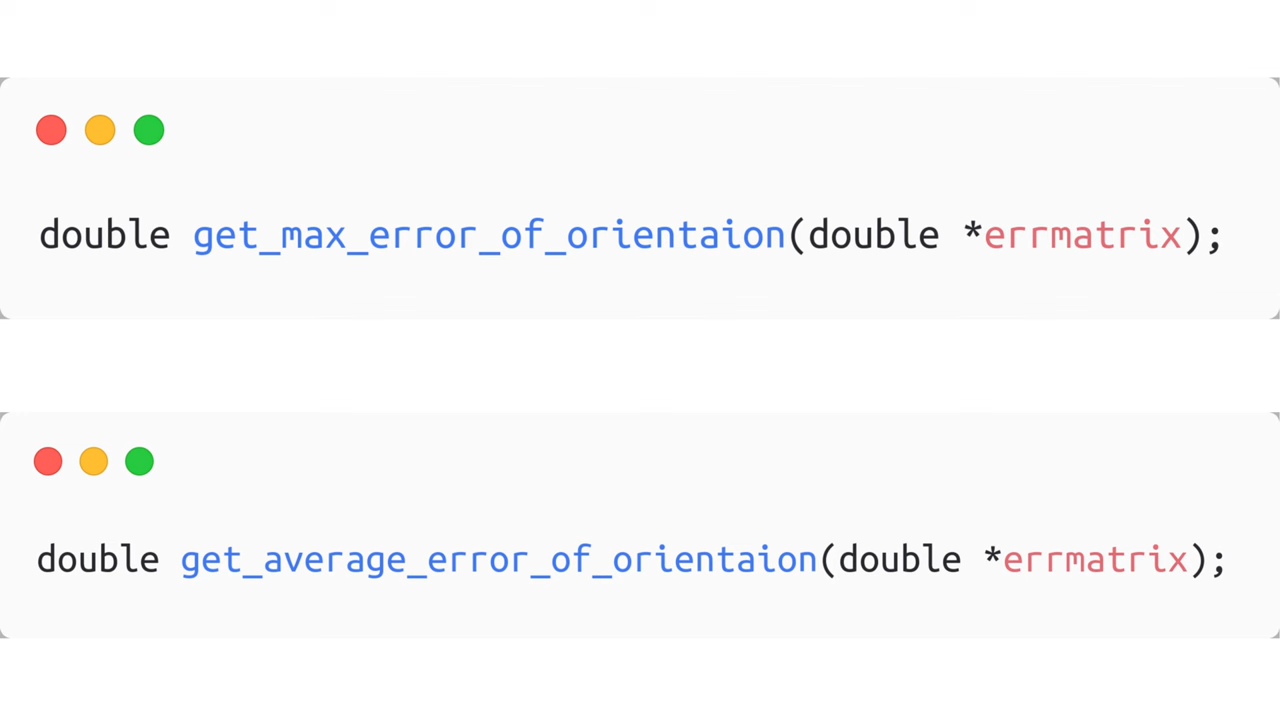 double get_max_error_of_orientaion(double *errmatrix);
double get_average_error_of_orientaion(double *errmatrix);